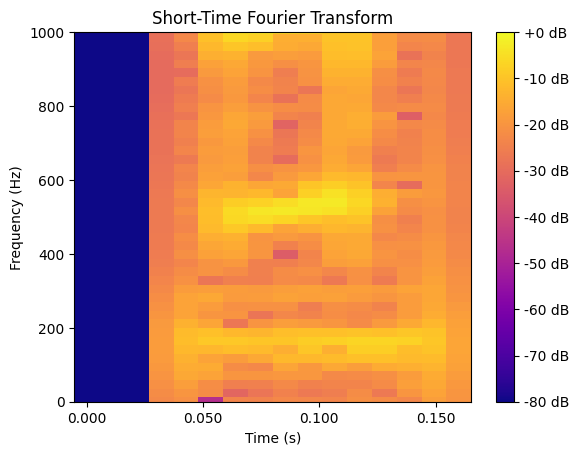 Short-Time Fourier Transform
1000
800
600
400
200
0
Frequency (Hz)
0.000
0.050
0.100
0.150
Time (s)
+0 dB
-10 dB
-20 dB
-30 dB
-40 dB
-50 dB
-60 dB
-70 dB
-80 dB